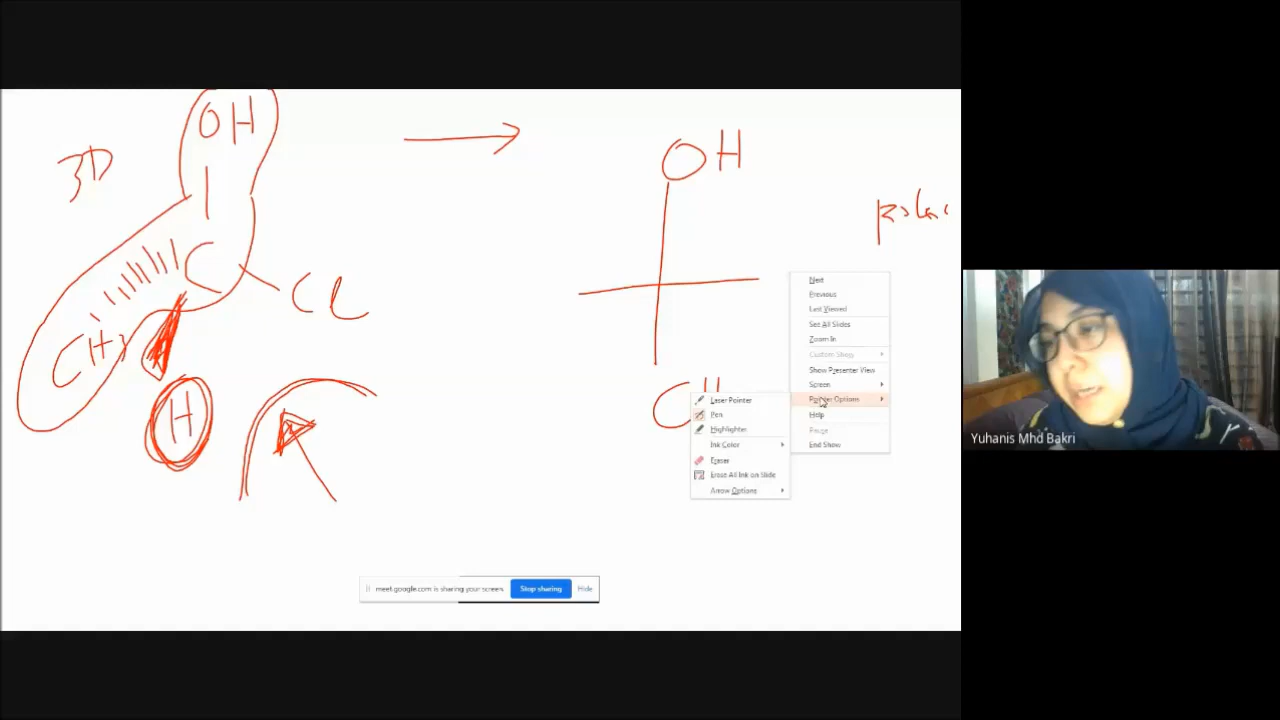 OH
3D
C
Cl
CH3
H
OH
Next
Previous
Last Viewed
See All Slides
Zoom In
Custom Show
Show Presenter View
Screen
Pointer Options
Help
Pause
End Show
Laser Pointer
Pen
Highlighter
Ink Color
Eraser
Erase All Ink on Slide
Arrow Options
meet.google.com is sharing your screen.
Stop sharing
Hide
Yuhanis Mhd Bakri